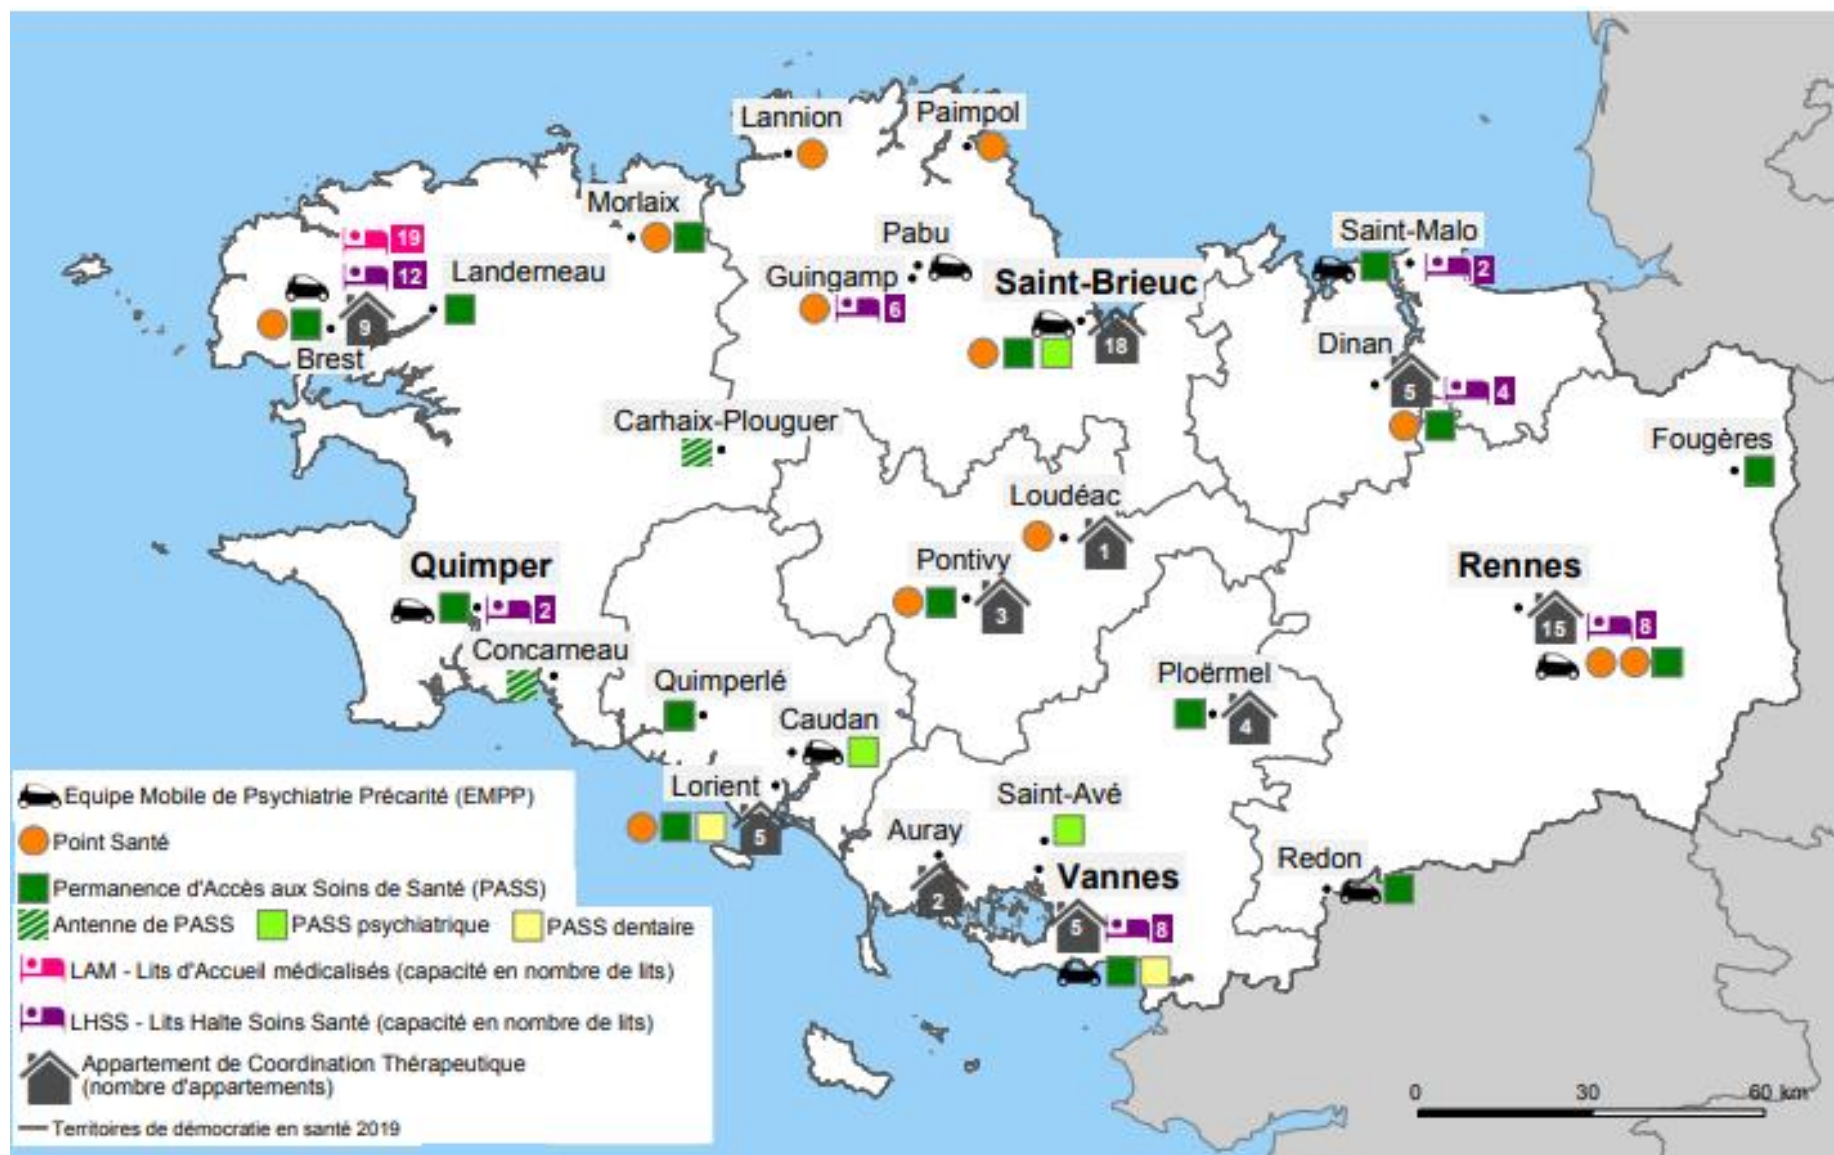 Lannion
Paimpol
Morlaix
19
12
Landerneau
9
Brest
Pabu
Guingamp
6
Saint-Brieuc
18
Saint-Malo
2
Dinan
5
4
Fougères
Carhaix-Plouguer
Loudéac
1
Pontivy
3
Quimper
2
Rennes
15
8
Concarneau
Quimperlé
Caudan
Ploërmel
4
Lorient
5
Saint-Avé
Auray
2
Vannes
5
8
Redon
Equipe Mobile de Psychiatrie Précarité (EMPP)
Point Santé
Permanence d'Accès aux Soins de Santé (PASS)
Antenne de PASS PASS psychiatrique PASS dentaire
LAM - Lits d'Accueil médicalisés (capacité en nombre de lits)
LHSS - Lits Halte Soins Santé (capacité en nombre de lits)
Appartement de Coordination Thérapeutique
(nombre d'appartements)
Territoires de démocratie en santé 2019
0 30 60 km